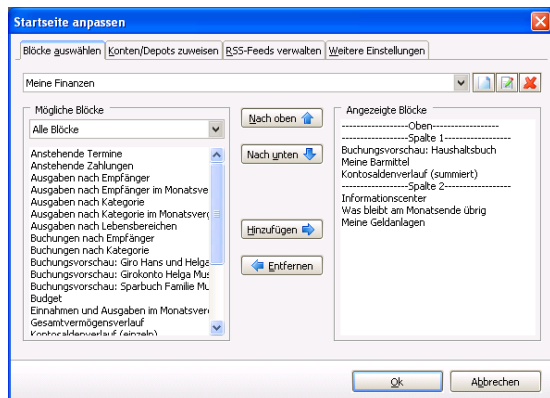 Startseite anpassen
Blöcke auswählen
Konten/Depots zuweisen
RSS-Feeds verwalten
Weitere Einstellungen
Meine Finanzen
Mögliche Blöcke
Alle Blöcke
Anstehende Termine
Anstehende Zahlungen
Ausgaben nach Empfänger
Ausgaben nach Empfänger im Monatsve
Ausgaben nach Kategorie
Ausgaben nach Kategorie im Monatsverg
Ausgaben nach Lebensbereichen
Buchungen nach Empfänger
Buchungen nach Kategorie
Buchungsvorschau: Giro Hans und Helga
Buchungsvorschau: Girokonto Helga Mus
Buchungsvorschau: Sparbuch Familie Mu
Budget
Einnahmen und Ausgaben im Monatsver
Gesamtvermögensverlauf
Kontosaldenverlauf (einzeln)
Nach oben
Nach unten
Hinzufügen
Entfernen
Angezeigte Blöcke
------------------Oben------------------
------------------Spalte 1------------------
Buchungsvorschau: Haushaltsbuch
Meine Barmittel
Kontosaldenverlauf (summiert)
------------------Spalte 2------------------
Informationscenter
Was bleibt am Monatsende übrig
Meine Geldanlagen
Ok
Abbrechen